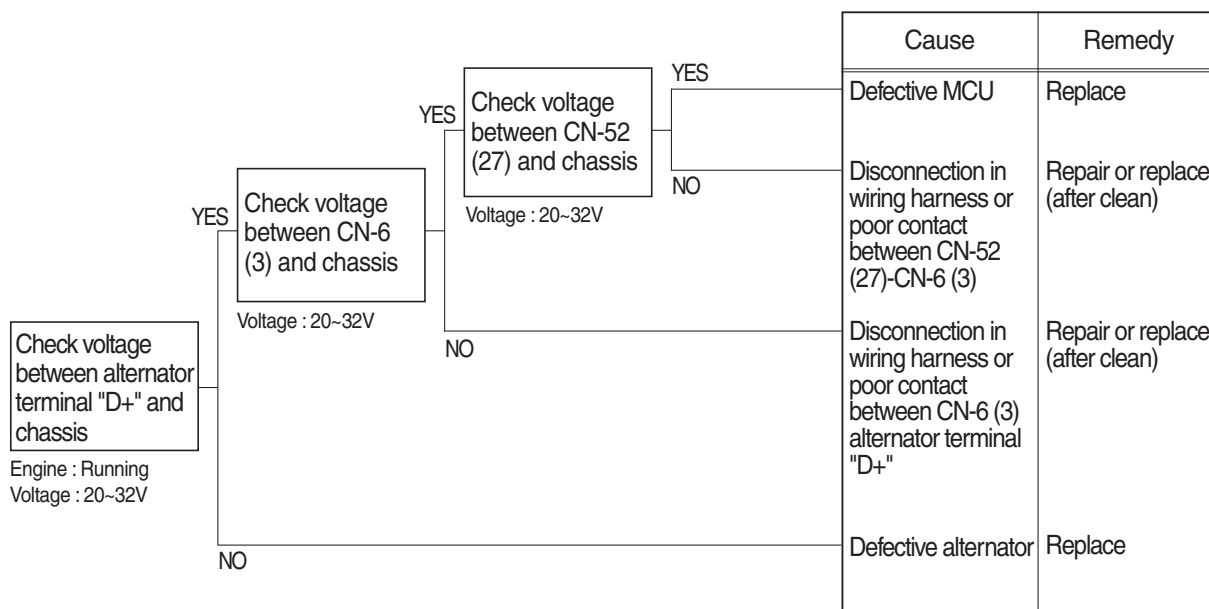 Cause
Remedy
YES
Defective MCU
Replace
YES
Check voltage
between CN-52
(27) and chassis
NO
Voltage : 20~32V
Disconnection in
wiring harness or
poor contact
between CN-52
(27)-CN-6 (3)
Repair or replace
(after clean)
YES
Check voltage
between CN-6
(3) and chassis
Voltage : 20~32V
NO
Disconnection in
wiring harness or
poor contact
between CN-6 (3)
alternator terminal
"D+"
Repair or replace
(after clean)
Check voltage
between alternator
terminal "D+" and
chassis
Engine : Running
Voltage : 20~32V
NO
Defective alternator
Replace